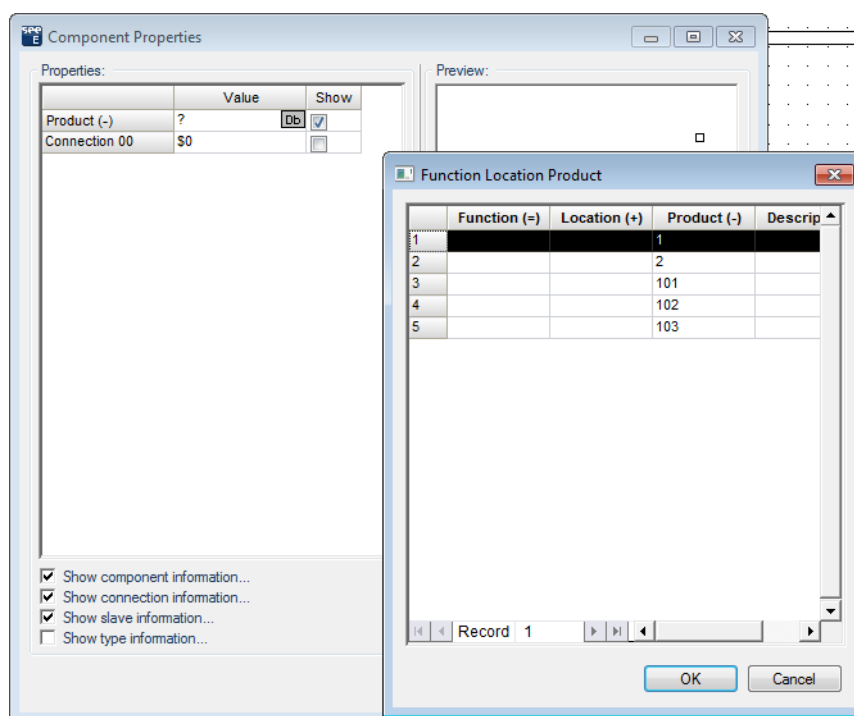 see E Component Properties
Properties:
Value Show
Product (-) ? Db
Connection 00 $0
Show component information...
Show connection information...
Show slave information...
Show type information...
Preview:
Function Location Product
Function (=) Location (+) Product (-) Descrip
1 1
2 2
3 101
4 102
5 103
Record 1
OK Cancel